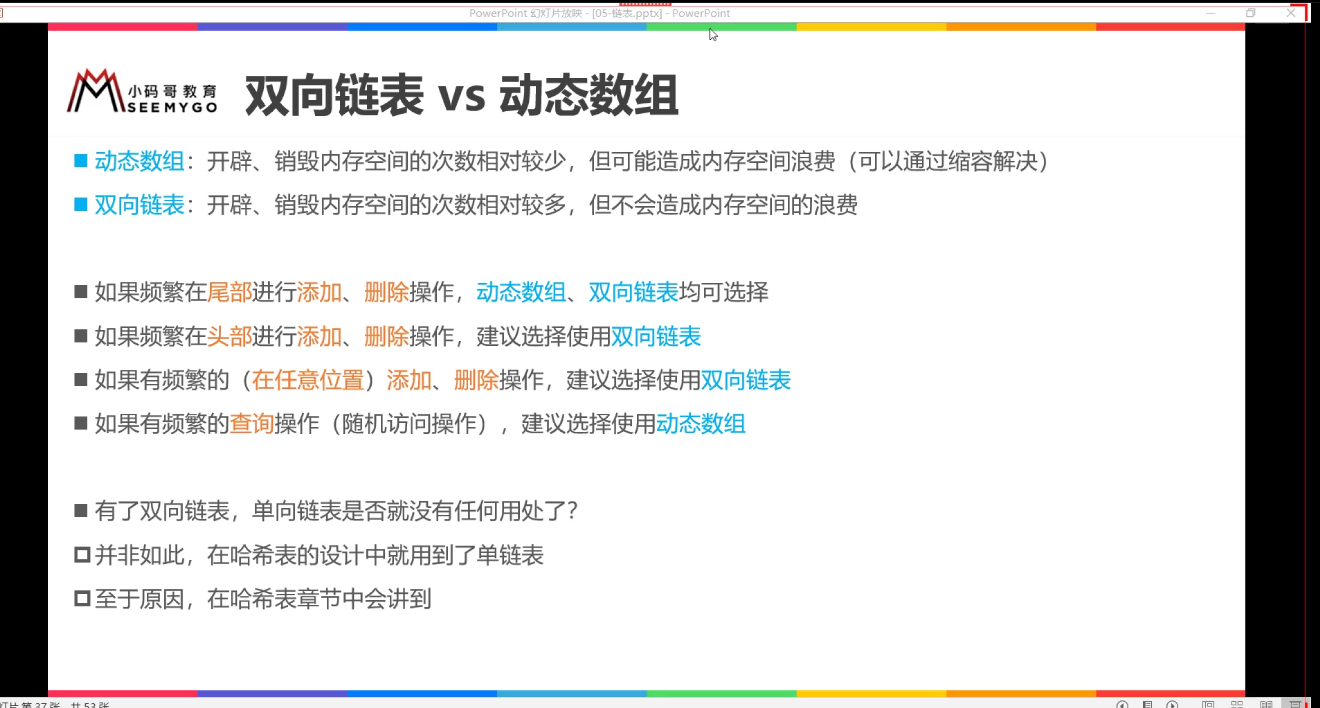 PowerPoint 幻灯片放映 - [05-链表.pptx] - PowerPoint
小码哥教育
SEEMYGO
双向链表 vs 动态数组
动态数组：开辟、销毁内存空间的次数相对较少，但可能造成内存空间浪费（可以通过缩容解决）
双向链表：开辟、销毁内存空间的次数相对较多，但不会造成内存空间的浪费
如果频繁在尾部进行添加、删除操作，动态数组、双向链表均可选择
如果频繁在头部进行添加、删除操作，建议选择使用双向链表
如果有频繁的（在任意位置）添加、删除操作，建议选择使用双向链表
如果有频繁的查询操作（随机访问操作），建议选择使用动态数组
有了双向链表，单向链表是否就没有任何用处了？
并非如此，在哈希表的设计中就用到了单链表
至于原因，在哈希表章节中会讲到
灯片 第 37 张，共 53 张